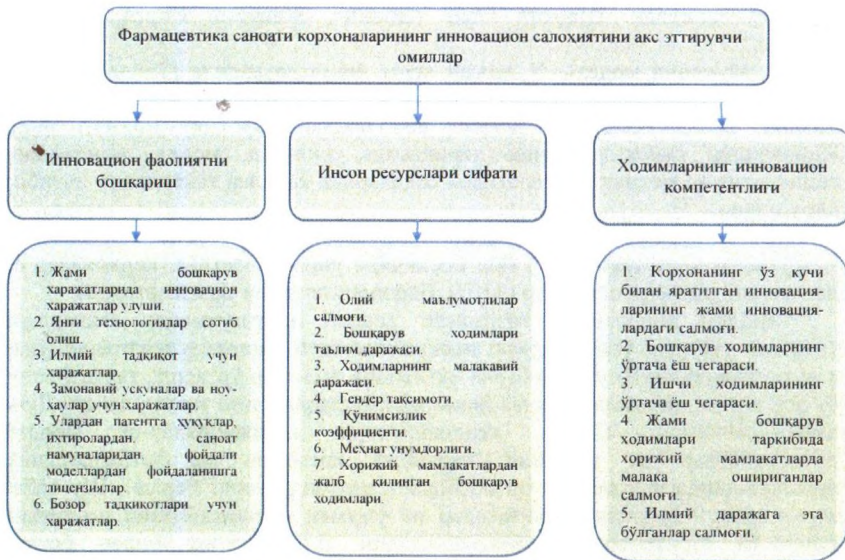 Фармацевтика саноати корхоналарининг инновацион салоҳиятини акс эттирувчи
омиллар
Инновацион фаолиятни
бошқариш
Инсон ресурслари сифати
Ходимларнинг инновацион
компетентлиги
1. Жами бошқарув
харажатларида инновацион
харажатлар улуши.
2. Янги технологиялар сотиб
олиш.
3. Илмий тадқиқот учун
харажатлар.
4. Замонавий ускуналар ва ноу-
хаулар учун харажатлар.
5. Улардан патентга ҳуқуқлар,
ихтиролардан, саноат
намуналаридан фойдали
моделлардан фойдаланишга
лицензиялар.
6. Бозор тадқиқотлари учун
харажатлар.
1. Олий маълумотлилар
салмоғи.
2. Бошқарув ходимлари
таълим даражаси.
3. Ходимларнинг малакавий
даражаси.
4. Гендер тақсимоти.
5. Қўнимсизлик
коэффициенти.
6. Меҳнат унумдорлиги.
7. Хорижий мамлакатлардан
жалб қилинган бошқарув
ходимлари.
1. Корхонанинг ўз кучи
билан яратилган инновация-
ларининг жами инновация-
лардаги салмоғи.
2. Бошқарув ходимларнинг
ўртача ёш чегараси.
3. Ишчи ходимларининг
ўртача ёш чегараси.
4. Жами бошқарув
ходимлари таркибида
хорижий мамлакатларда
малака оширигaнлар
салмоғи.
5. Илмий даражага эга
бўлганлар салмоғи.